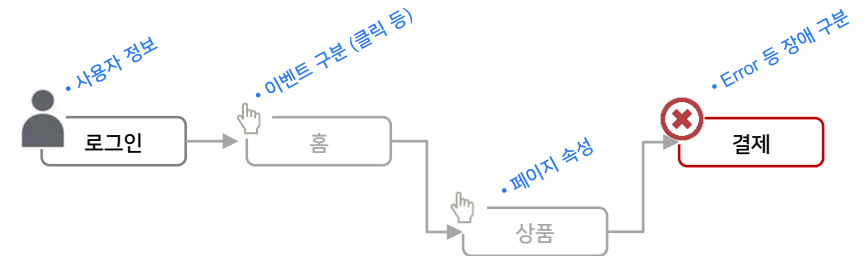 • 사용자 정보
• 이벤트 구분 (클릭 등)
• Error 등 장애 구분
로그인
홈
결제
• 페이지 속성
상품